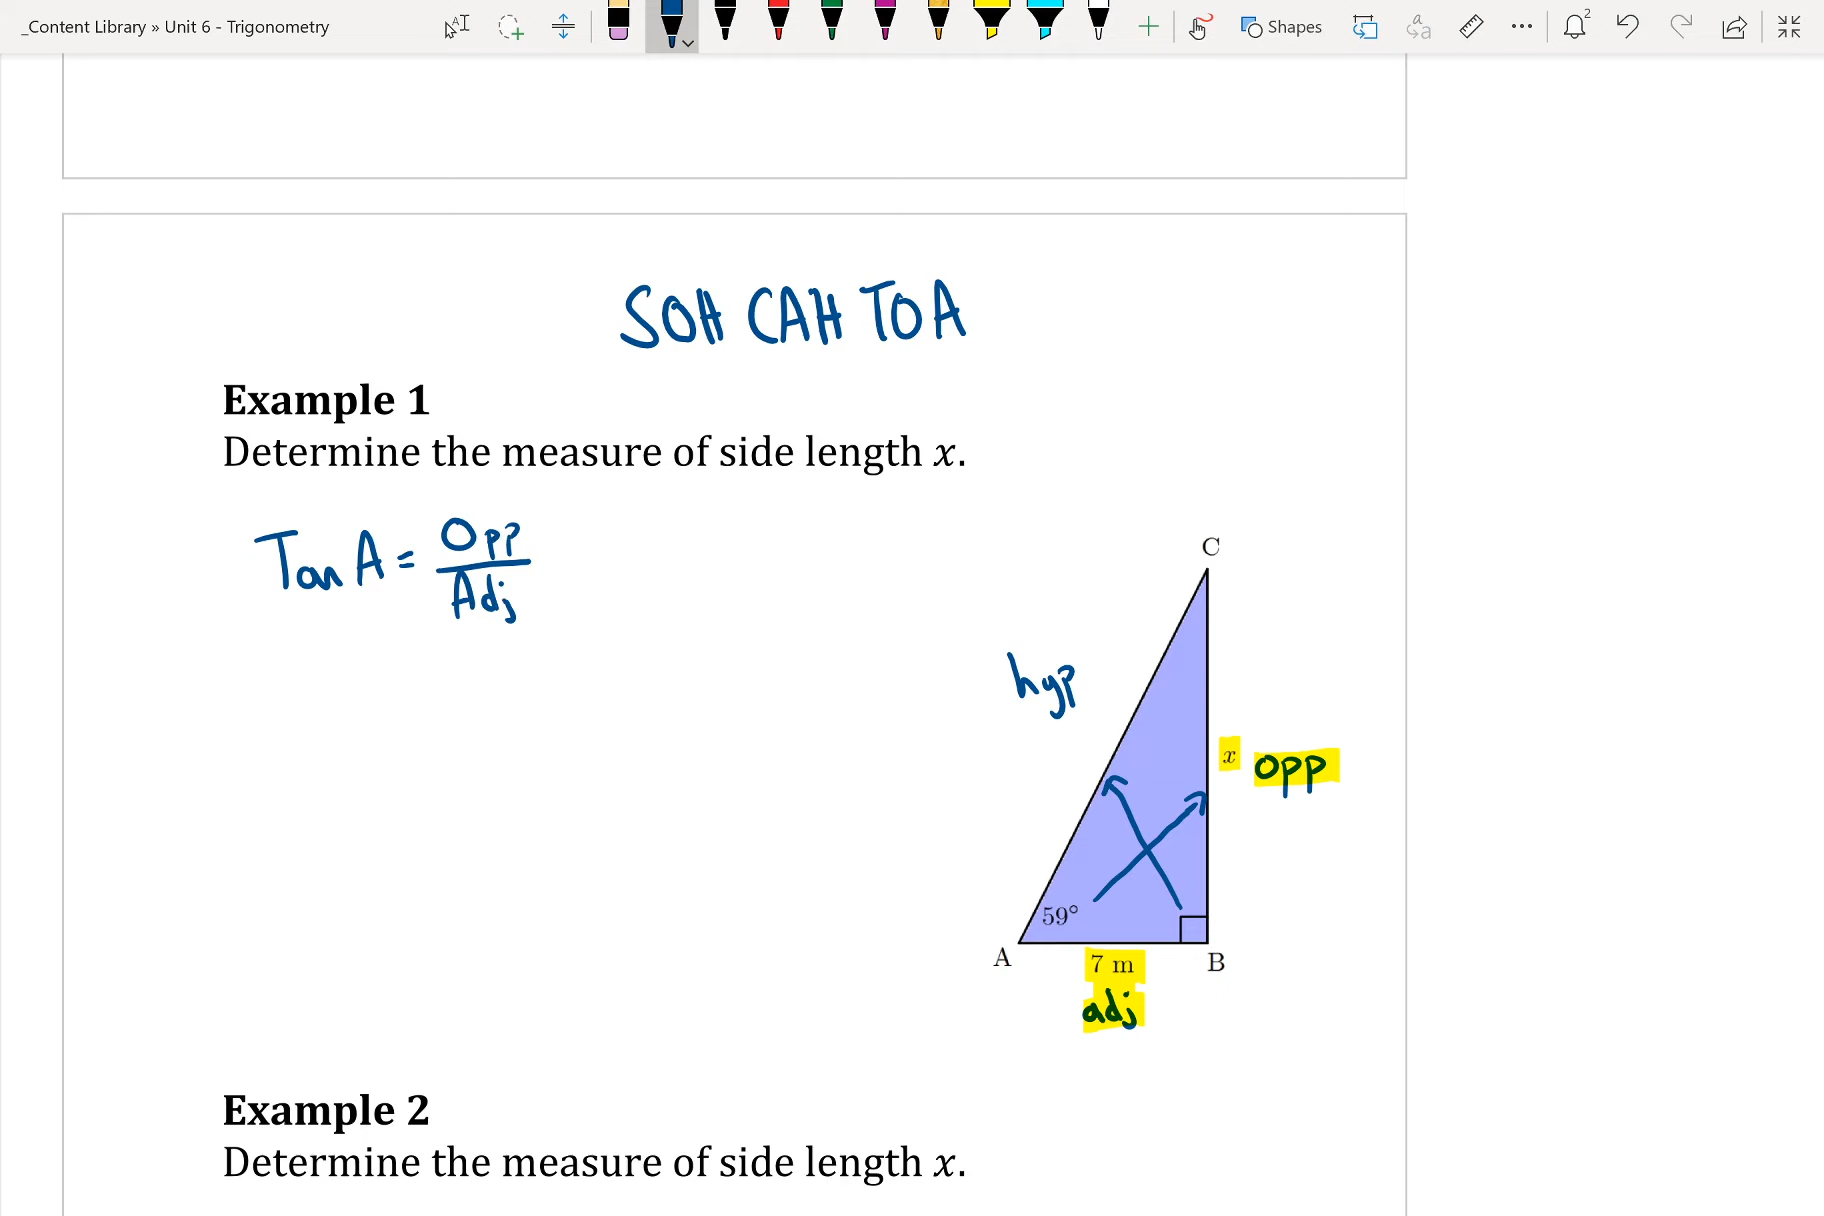 _Content Library » Unit 6 - Trigonometry
Shapes
2
SOH CAH TOA
Example 1
Determine the measure of side length x.
Tan A = Opp
Adj
C
hyp
x opp
59°
A
7 m
B
adj
Example 2
Determine the measure of side length x.